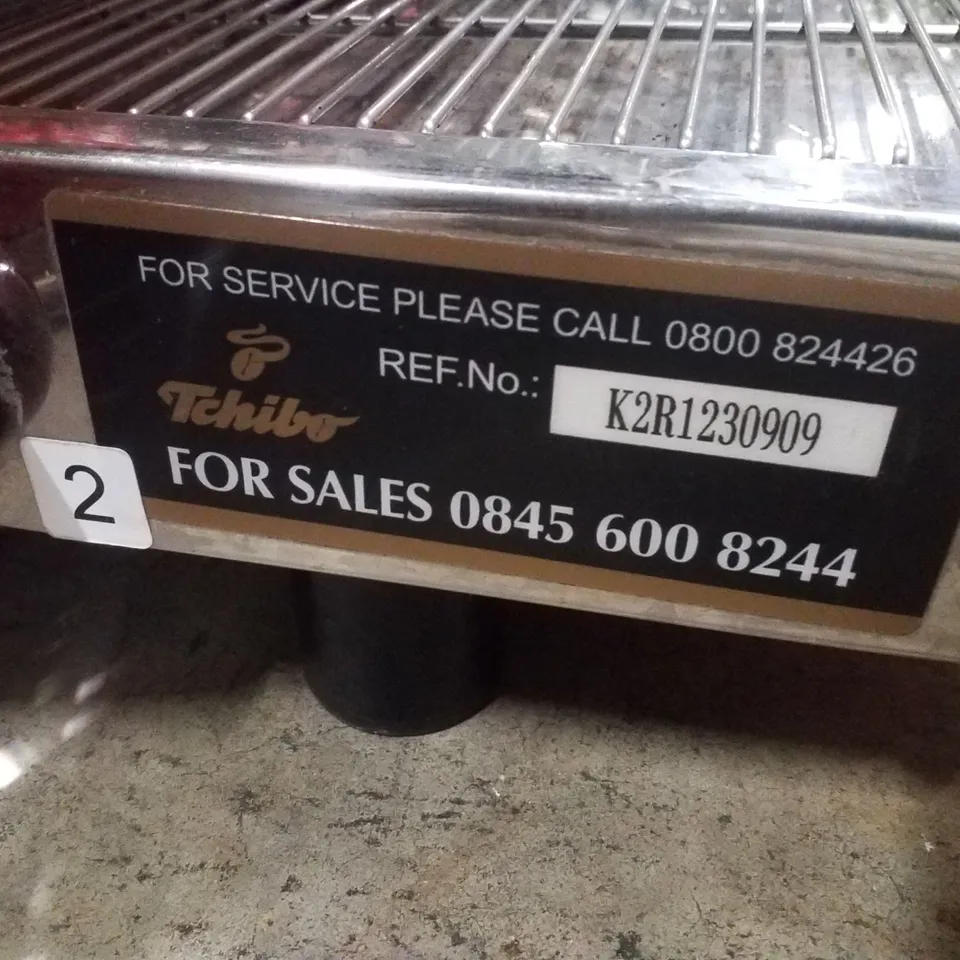 FOR SERVICE PLEASE CALL 0800 824426
REF.No.: K2R1230909
Tchibo
FOR SALES 0845 600 8244
2